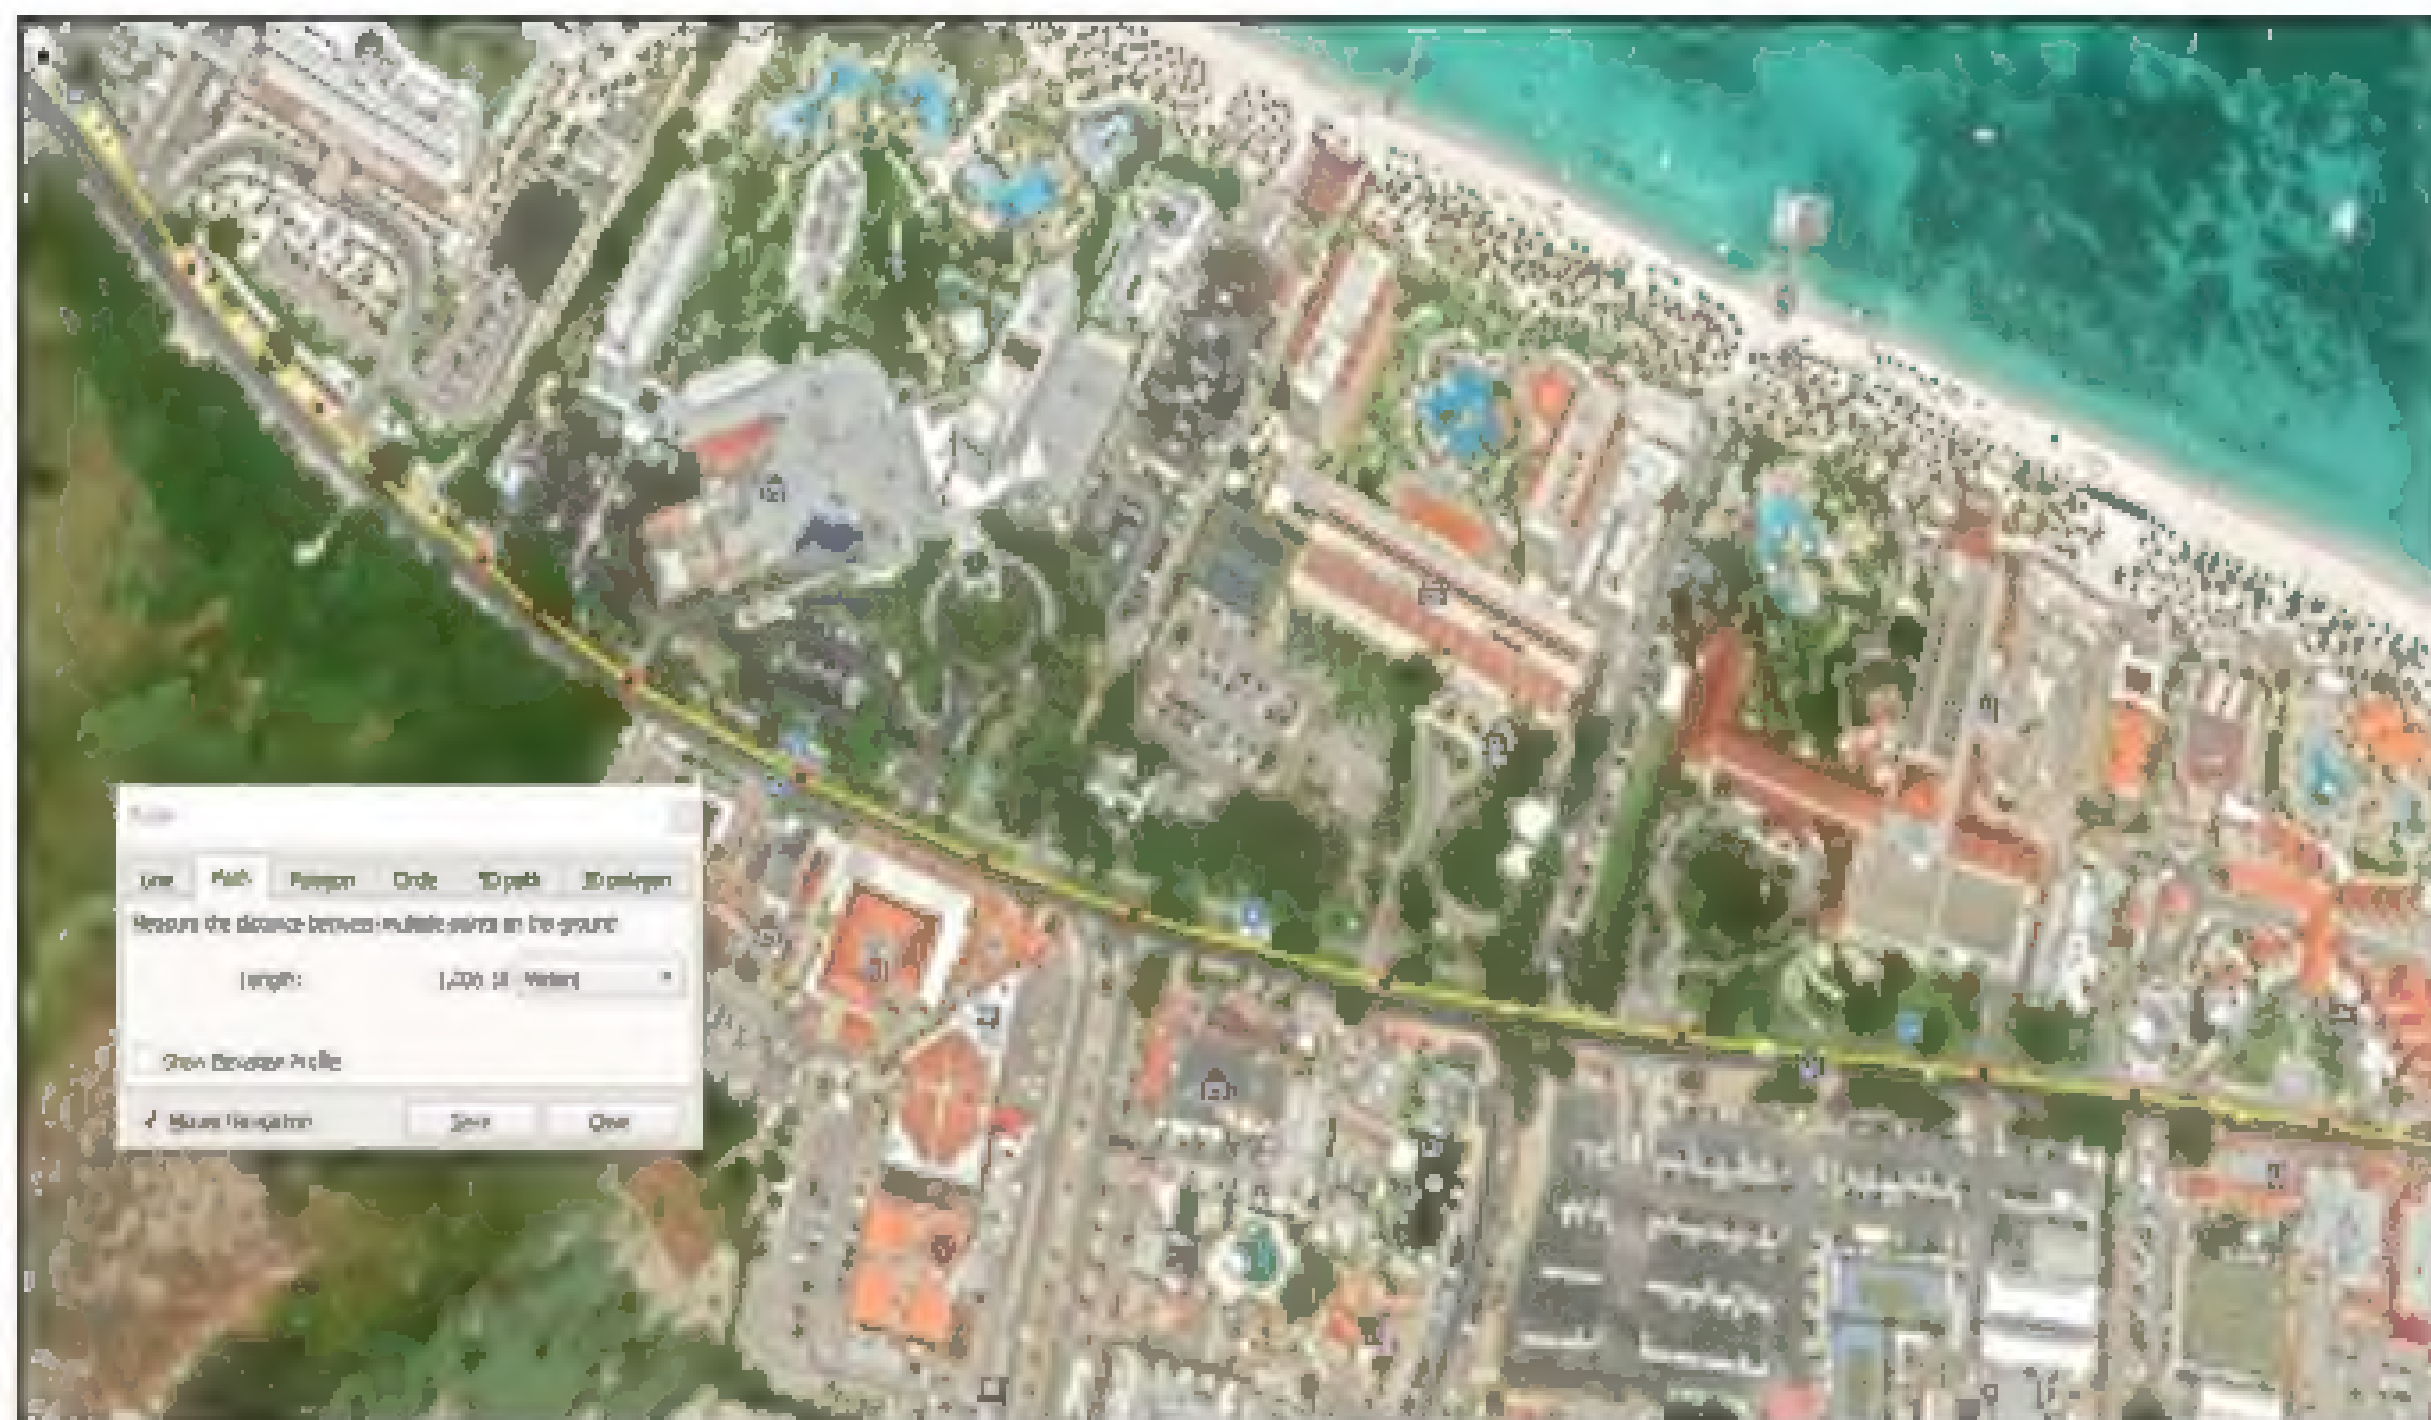 Ruler
Line Path Polygon Circle 3D path 3D polygon
Measure the distance between multiple points on the ground
Length: Meters
Show Elevation Profile
Mouse Navigation Save Clear